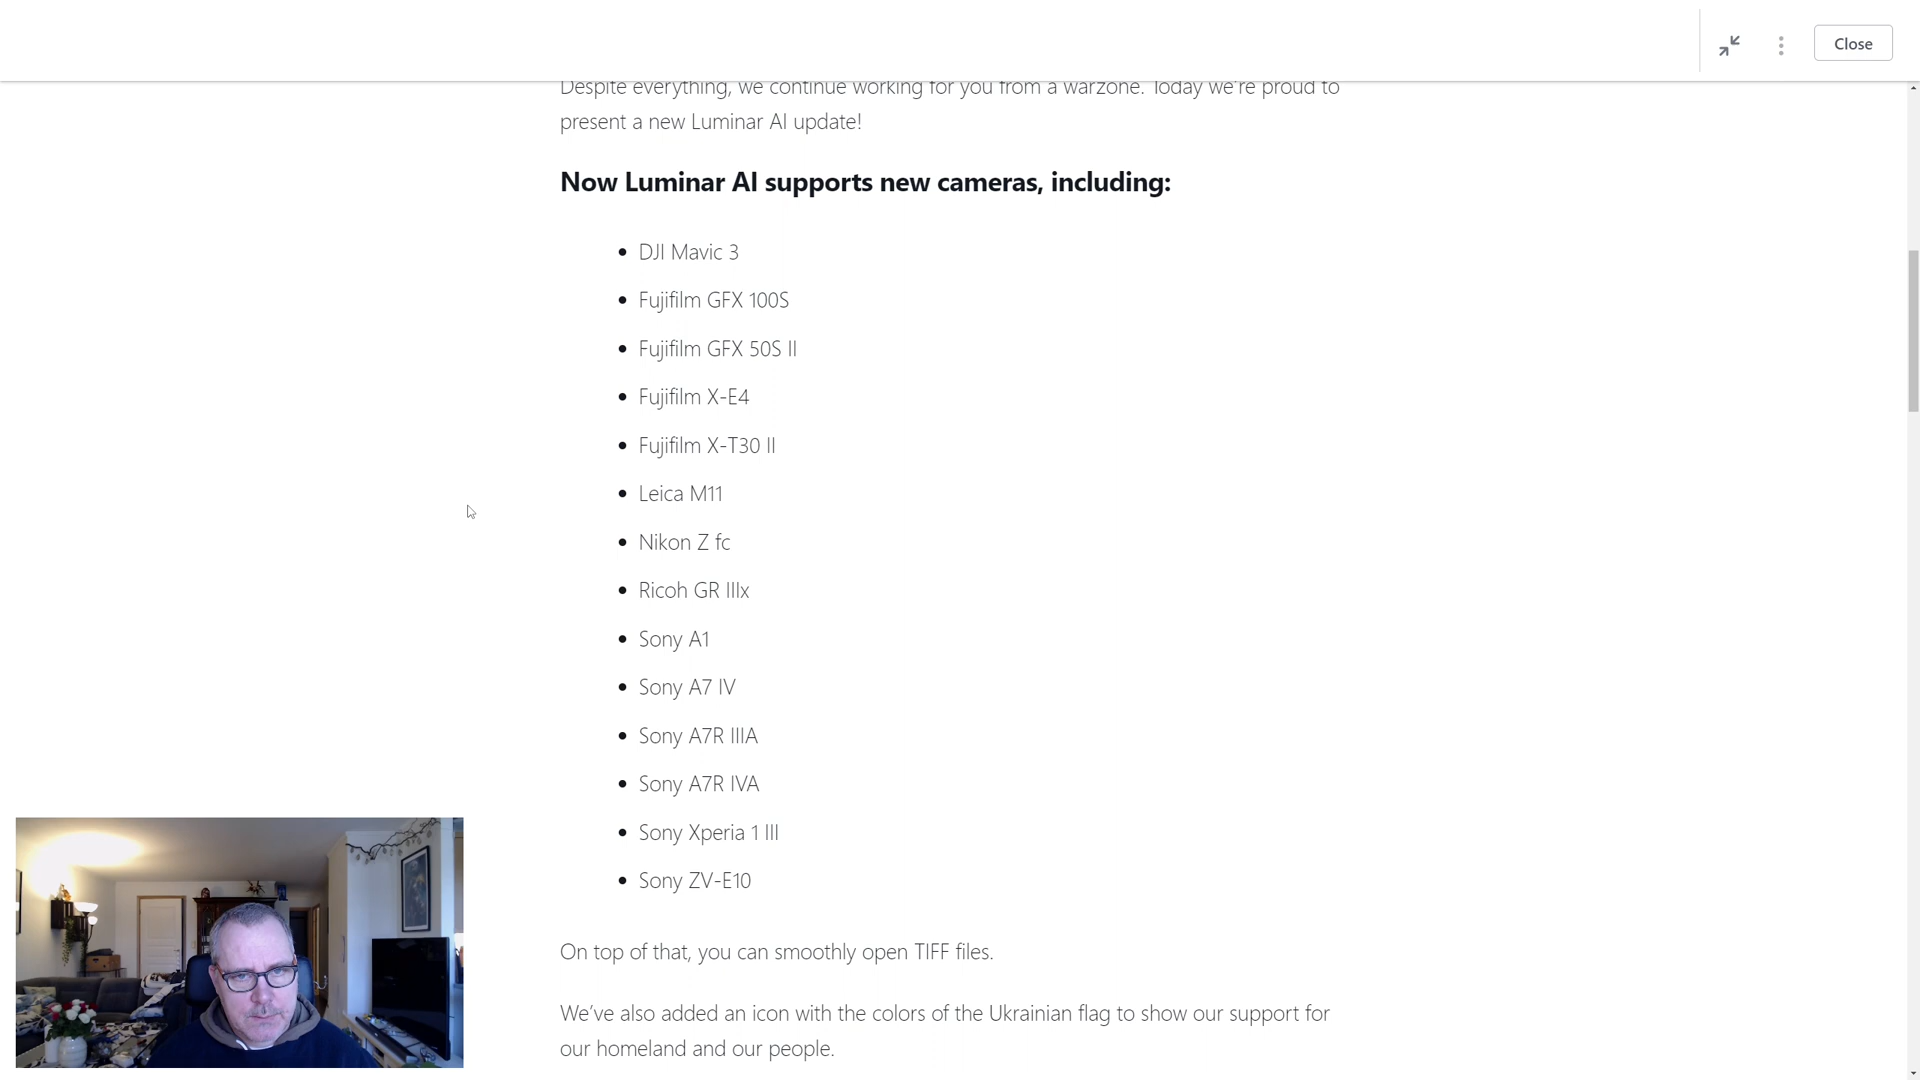 Close
Despite everything, we continue working for you from a warzone. Today we're proud to
present a new Luminar AI update!
Now Luminar AI supports new cameras, including:
• DJI Mavic 3
• Fujifilm GFX 100S
• Fujifilm GFX 50S II
• Fujifilm X-E4
• Fujifilm X-T30 II
• Leica M11
• Nikon Z fc
• Ricoh GR IIIx
• Sony A1
• Sony A7 IV
• Sony A7R IIIA
• Sony A7R IVA
• Sony Xperia 1 III
• Sony ZV-E10
On top of that, you can smoothly open TIFF files.
We've also added an icon with the colors of the Ukrainian flag to show our support for
our homeland and our people.